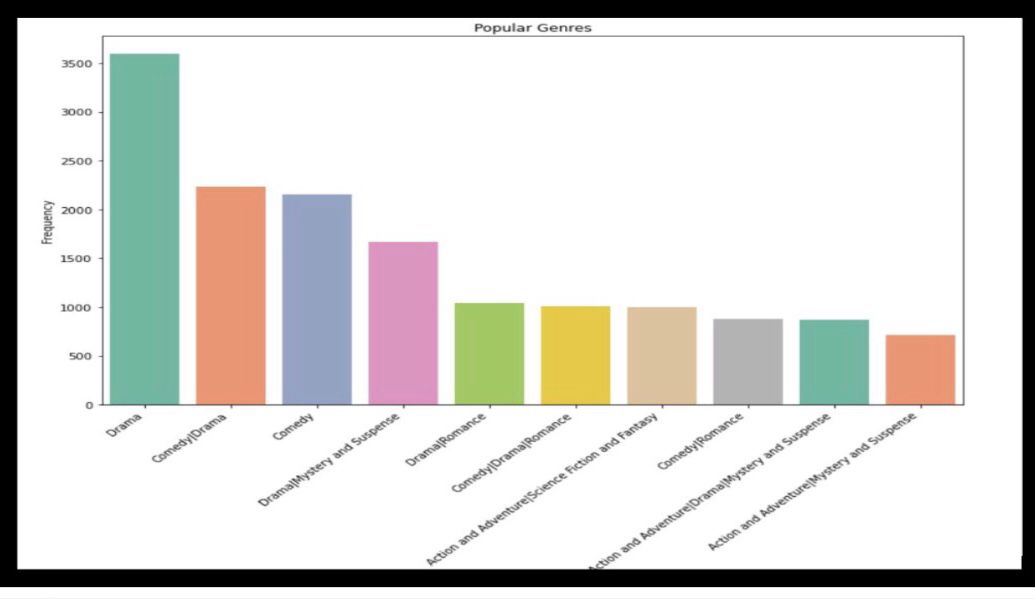 Popular Genres
Frequency
3500
3000
2500
2000
1500
1000
500
0
Drama
Comedy|Drama
Comedy
Drama|Mystery and Suspense
Drama|Romance
Comedy|Drama|Romance
Action and Adventure|Science Fiction and Fantasy
Comedy|Romance
Action and Adventure|Drama|Mystery and Suspense
Action and Adventure|Mystery and Suspense